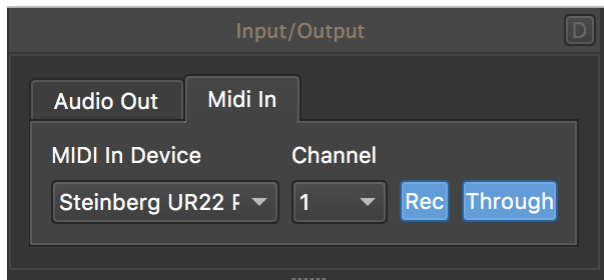 Input/Output
D
Audio Out Midi In
MIDI In Device Channel
Steinberg UR22 1 Rec Through